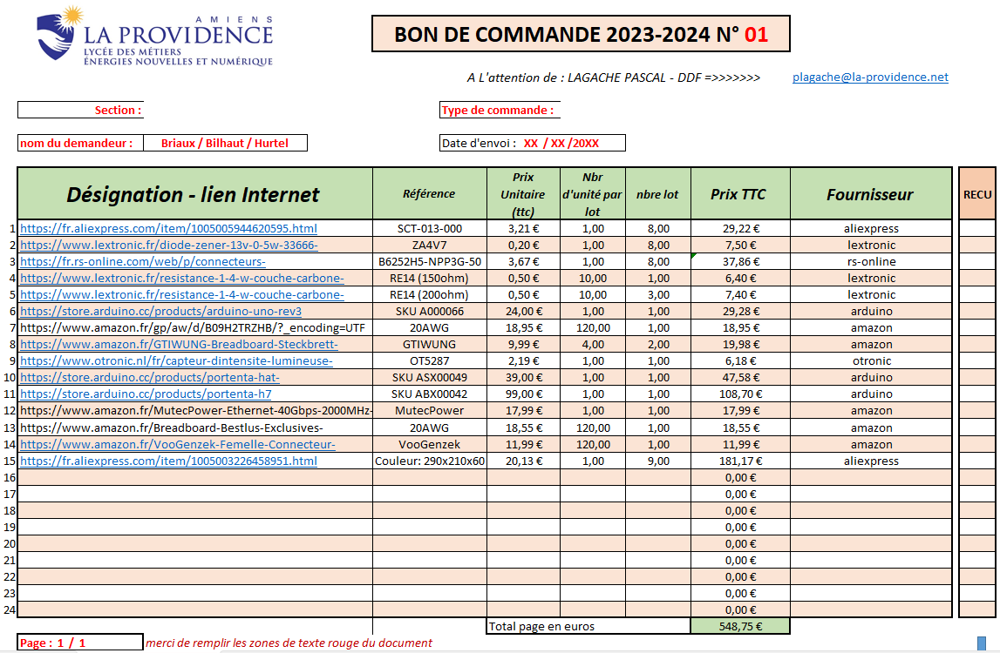 AMIENS
LA PROVIDENCE
LYCÉE DES MÉTIERS
ÉNERGIES NOUVELLES ET NUMÉRIQUE
BON DE COMMANDE 2023-2024 N° 01
A L'attention de : LAGACHE PASCAL - DDF =>>>>>>> plagache@la-providence.net
Section : Type de commande :
nom du demandeur : Briaux / Bilhaut / Hurtel Date d'envoi : XX / XX /20XX
Désignation - lien Internet Référence Prix Unitaire (ttc) Nbr d'unité par lot nbre lot Prix TTC Fournisseur RECU
1 https://fr.aliexpress.com/item/1005005944620595.html SCT-013-000 3,21 € 1,00 8,00 29,22 € aliexpress
2 https://www.lextronic.fr/diode-zener-13v-0-5w-33666- ZA4V7 0,20 € 1,00 8,00 7,50 € lextronic
3 https://fr.rs-online.com/web/p/connecteurs- B6252H5-NPP3G-50 3,67 € 1,00 8,00 37,86 € rs-online
4 https://www.lextronic.fr/resistance-1-4-w-couche-carbone- RE14 (150ohm) 0,50 € 10,00 1,00 6,40 € lextronic
5 https://www.lextronic.fr/resistance-1-4-w-couche-carbone- RE14 (200ohm) 0,50 € 10,00 3,00 7,40 € lextronic
6 https://store.arduino.cc/products/arduino-uno-rev3 SKU A000066 24,00 € 1,00 1,00 29,28 € arduino
7 https://www.amazon.fr/gp/aw/d/B09H2TRZHB/?_encoding=UTF 20AWG 18,95 € 120,00 1,00 18,95 € amazon
8 https://www.amazon.fr/GTIWUNG-Breadboard-Steckbrett- GTIWUNG 9,99 € 4,00 2,00 19,98 € amazon
9 https://www.otronic.nl/fr/capteur-dintensite-lumineuse- OT5287 2,19 € 1,00 1,00 6,18 € otronic
10 https://store.arduino.cc/products/portenta-hat- SKU ASX00049 39,00 € 1,00 1,00 47,58 € arduino
11 https://store.arduino.cc/products/portenta-h7 SKU ABX00042 99,00 € 1,00 1,00 108,70 € arduino
12 https://www.amazon.fr/MutecPower-Ethernet-40Gbps-2000MHz- MutecPower 17,99 € 1,00 1,00 17,99 € amazon
13 https://www.amazon.fr/Breadboard-Bestlus-Exclusives- 20AWG 18,55 € 120,00 1,00 18,55 € amazon
14 https://www.amazon.fr/VooGenzek-Femelle-Connecteur- VooGenzek 11,99 € 120,00 1,00 11,99 € amazon
15 https://fr.aliexpress.com/item/1005003226458951.html Couleur: 290x210x60 20,13 € 1,00 9,00 181,17 € aliexpress
16 0,00 €
17 0,00 €
18 0,00 €
19 0,00 €
20 0,00 €
21 0,00 €
22 0,00 €
23 0,00 €
24 0,00 €
Total page en euros 548,75 €
Page : 1 / 1 merci de remplir les zones de texte rouge du document